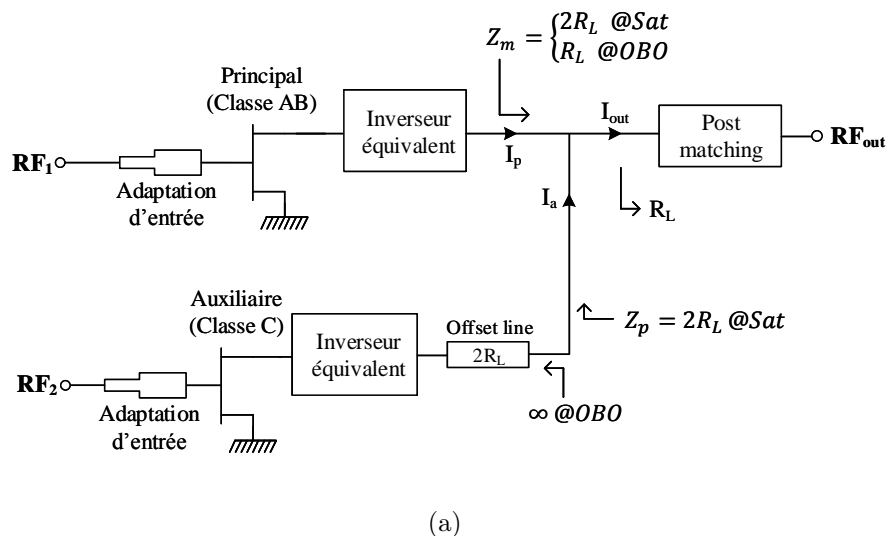 Z_m = {2R_L @Sat
R_L @OBO
Principal
(Classe AB)
Inverseur
équivalent
I_p
I_out
Post
matching
RF_out
RF_1
Adaptation
d'entrée
I_a
R_L
Auxiliaire
(Classe C)
Inverseur
équivalent
Offset line
2R_L
Z_p = 2R_L @Sat
∞ @OBO
RF_2
Adaptation
d'entrée
(a)